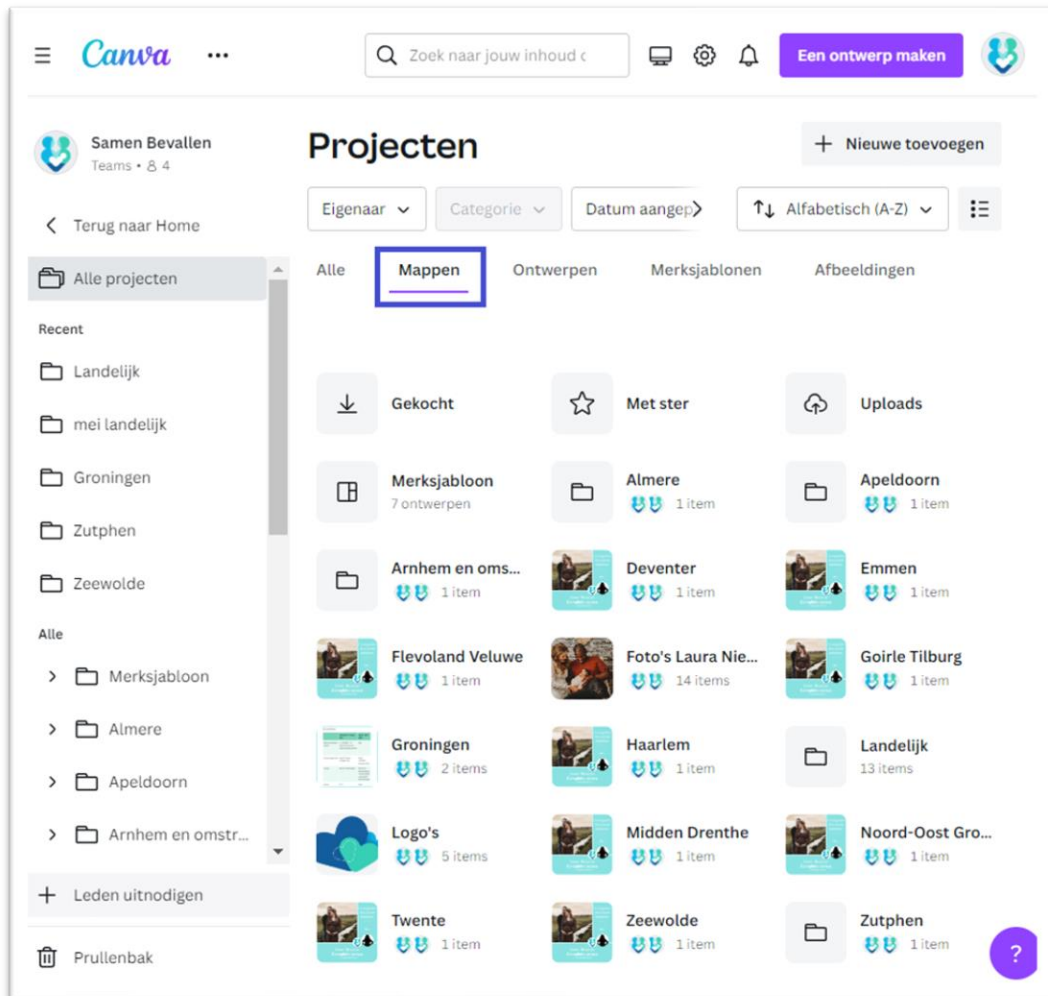 Canva
Zoek naar jouw inhoud c
Een ontwerp maken
Samen Bevallen
Teams • 4
Terug naar Home
Alle projecten
Recent
Landelijk
mei landelijk
Groningen
Zutphen
Zeewolde
Alle
Merksjabloon
Almere
Apeldoorn
Arnhem en omstr...
Leden uitnodigen
Prullenbak
Projecten
Nieuwe toevoegen
Eigenaar
Categorie
Datum aangep
Alfabetisch (A-Z)
Alle
Mappen
Ontwerpen
Merksjablonen
Afbeeldingen
Gekocht
Met ster
Uploads
Merksjabloon
7 ontwerpen
Almere
1 item
Apeldoorn
1 item
Arnhem en oms...
1 item
Deventer
1 item
Emmen
1 item
Flevoland Veluwe
1 item
Foto's Laura Nie...
14 items
Goirle Tilburg
1 item
Groningen
2 items
Haarlem
1 item
Landelijk
13 items
Logo's
5 items
Midden Drenthe
1 item
Noord-Oost Gro...
1 item
Twente
1 item
Zeewolde
1 item
Zutphen
1 item
?